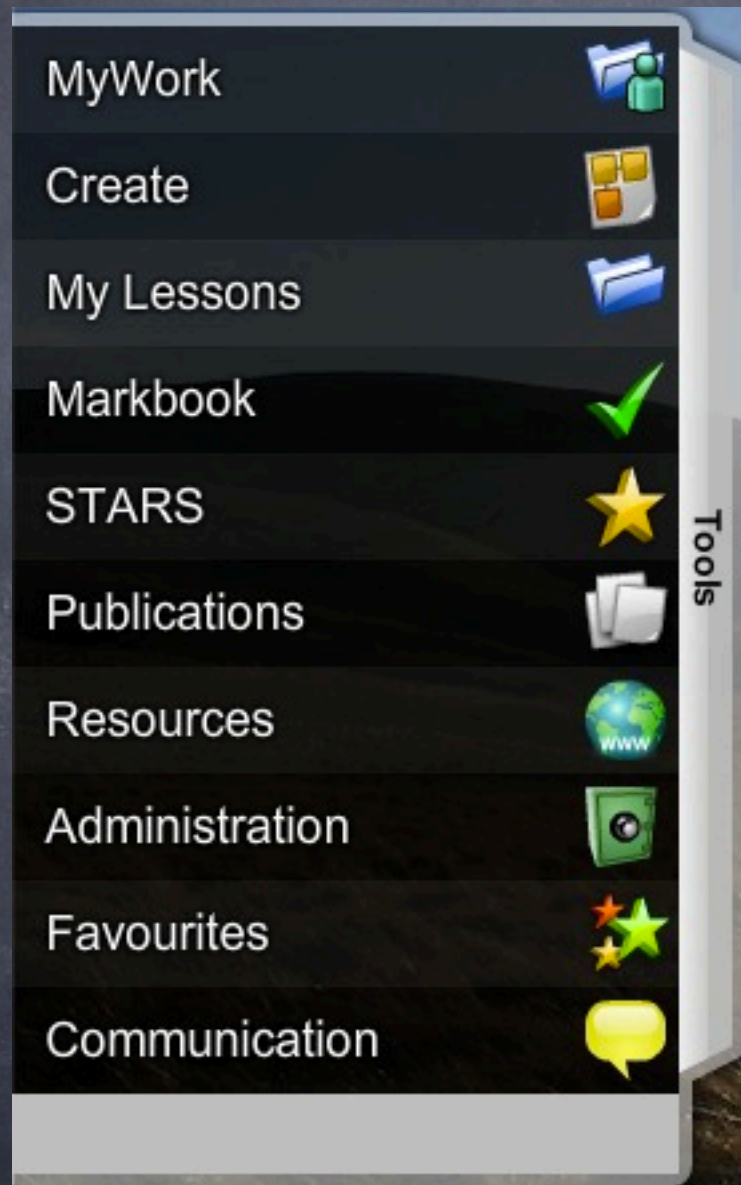 MyWork
Create
My Lessons
Markbook
STARS
Publications
Resources
www
Administration
Favourites
Communication
Tools